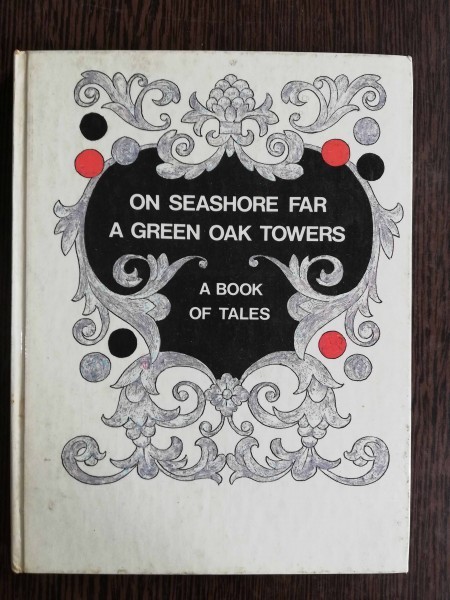 ON SEASHORE FAR
A GREEN OAK TOWERS
A BOOK
OF TALES